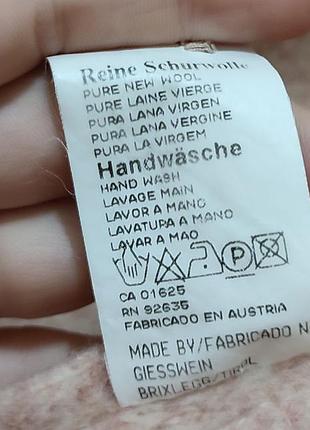 Reine Schurwolle
PURE NEW WOOL
PURE LAINE VIERGE
PURA LANA VIRGEN
PURA LANA VERGINE
PURA LA VIRGEM
Handwäsche
HAND WASH
LAVAGE MAIN
LAVOR A MANO
LAVATURA A MANO
LAVAR A MAO
P
CA 01625
RN 92635
FABRICADO EN AUSTRIA
MADE BY/FABRICADO
GIESSWEIN
BRIXLEGG/TIROL